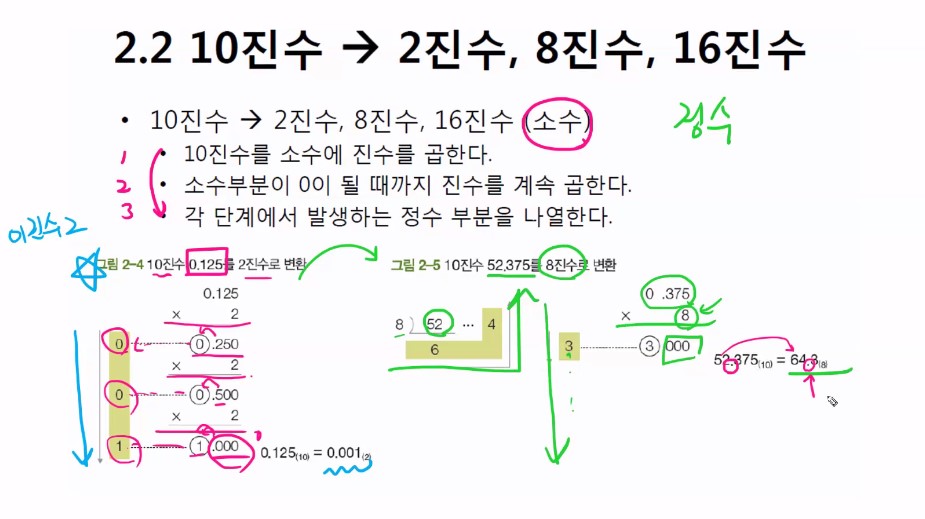 2.2 10진수 → 2진수, 8진수, 16진수
• 10진수 → 2진수, 8진수, 16진수 (소수)
정수
1 • 10진수를 소수에 진수를 곱한다.
2 • 소수부분이 0이 될 때까지 진수를 계속 곱한다.
3 • 각 단계에서 발생하는 정수 부분을 나열한다.
이진수 2
그림 2-4 10진수 0.125를 2진수로 변환
0.125
× 2
0 0.250
× 2
0 0.500
× 2
1 1.000
0.125(10) = 0.001(2)
그림 2-5 10진수 52,375를 8진수로 변환
8) 52 ··· 4
6
0 .375
× 8
3 3 .000
52,375(10) = 64.3(8)